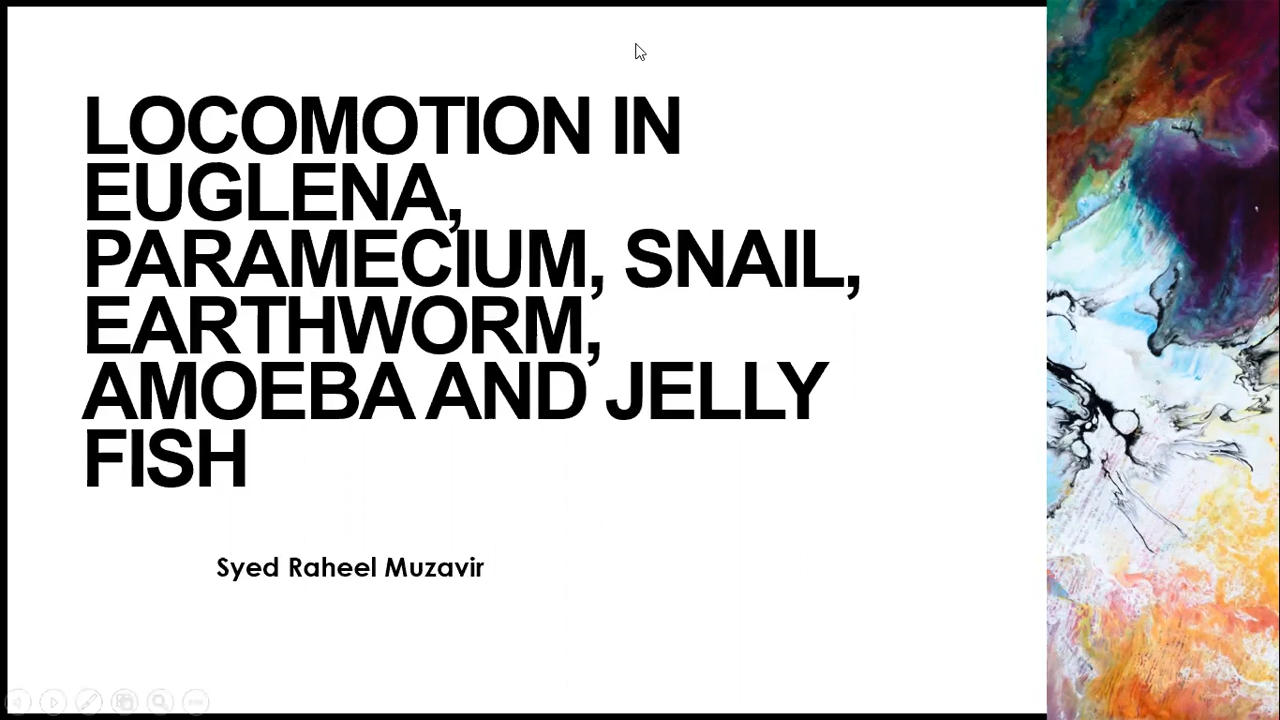 LOCOMOTION IN
EUGLENA,
PARAMECIUM, SNAIL,
EARTHWORM,
AMOEBA AND JELLY
FISH
Syed Raheel Muzavir